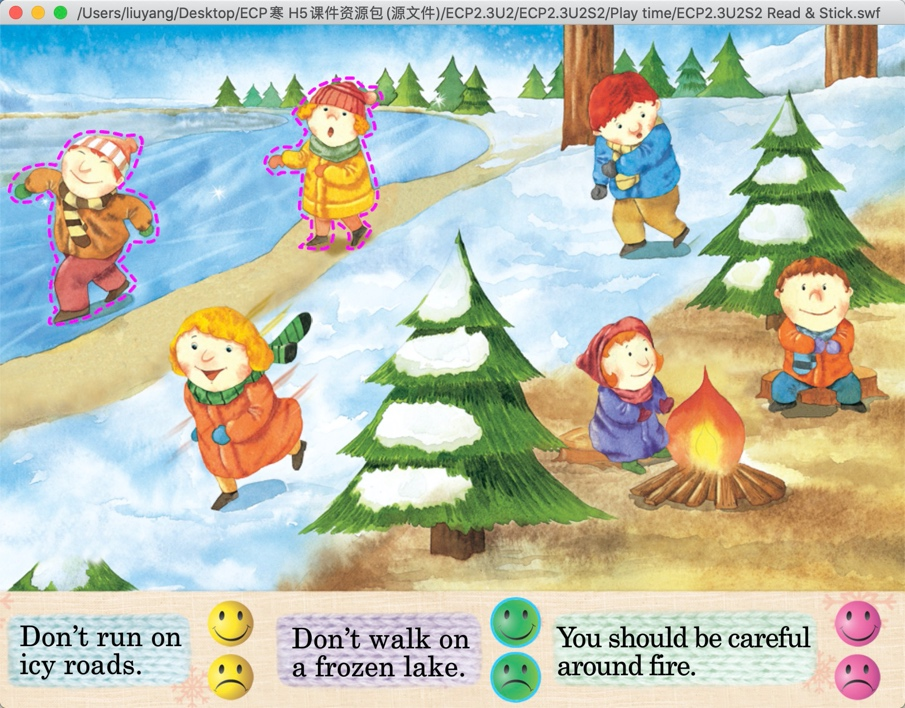 /Users/liuyang/Desktop/ECP寒 H5课件资源包(源文件)/ECP2.3U2/ECP2.3U2S2/Play time/ECP2.3U2S2 Read & Stick.swf
Don't run on
icy roads.
Don't walk on
a frozen lake.
You should be careful
around fire.